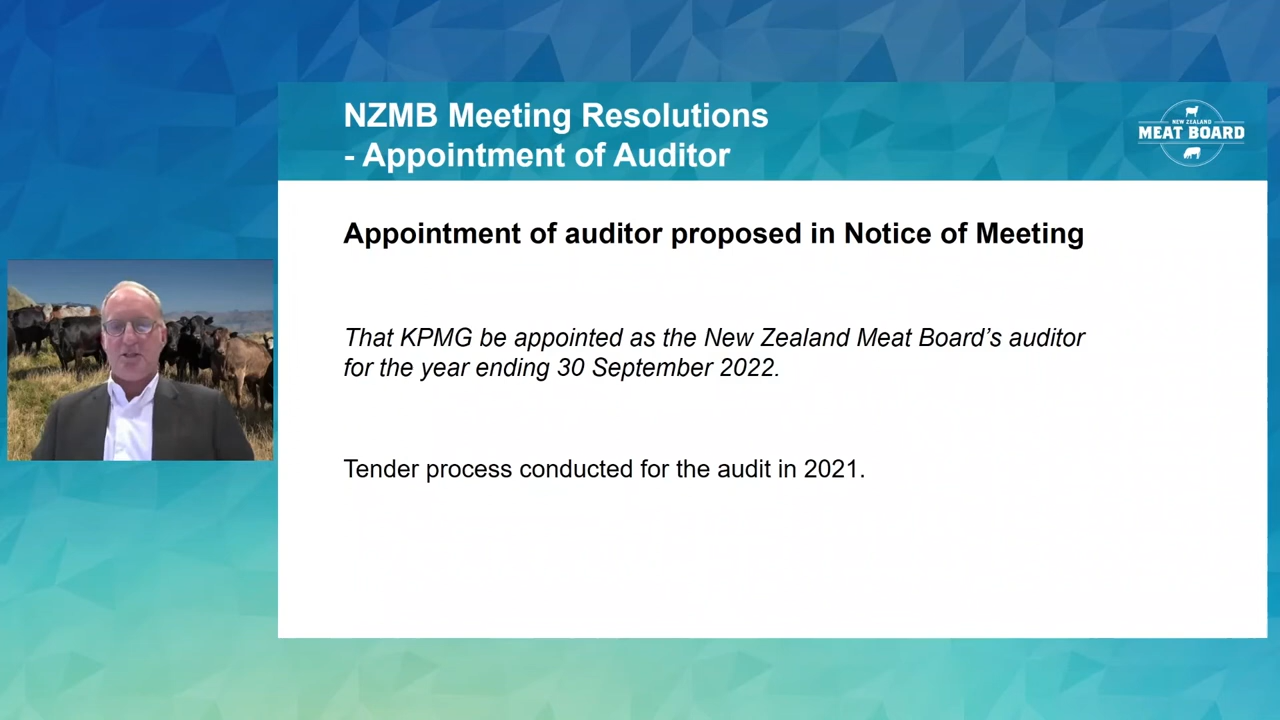 NZMB Meeting Resolutions
- Appointment of Auditor
NEW ZEALAND
MEAT BOARD
Appointment of auditor proposed in Notice of Meeting
That KPMG be appointed as the New Zealand Meat Board’s auditor
for the year ending 30 September 2022.
Tender process conducted for the audit in 2021.